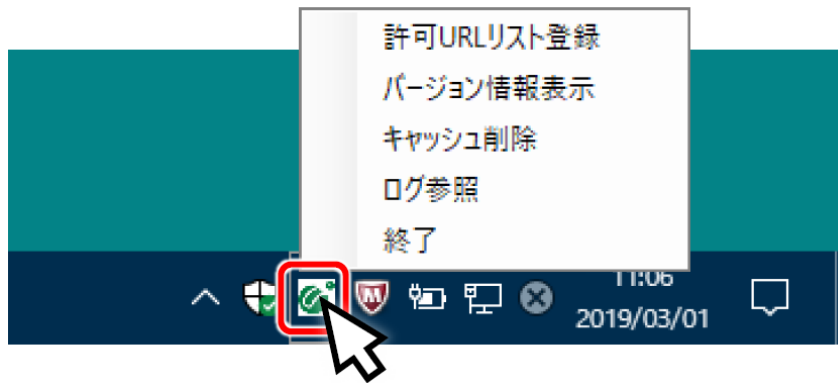 許可URLリスト登録
バージョン情報表示
キャッシュ削除
ログ参照
終了
11:06
2019/03/01